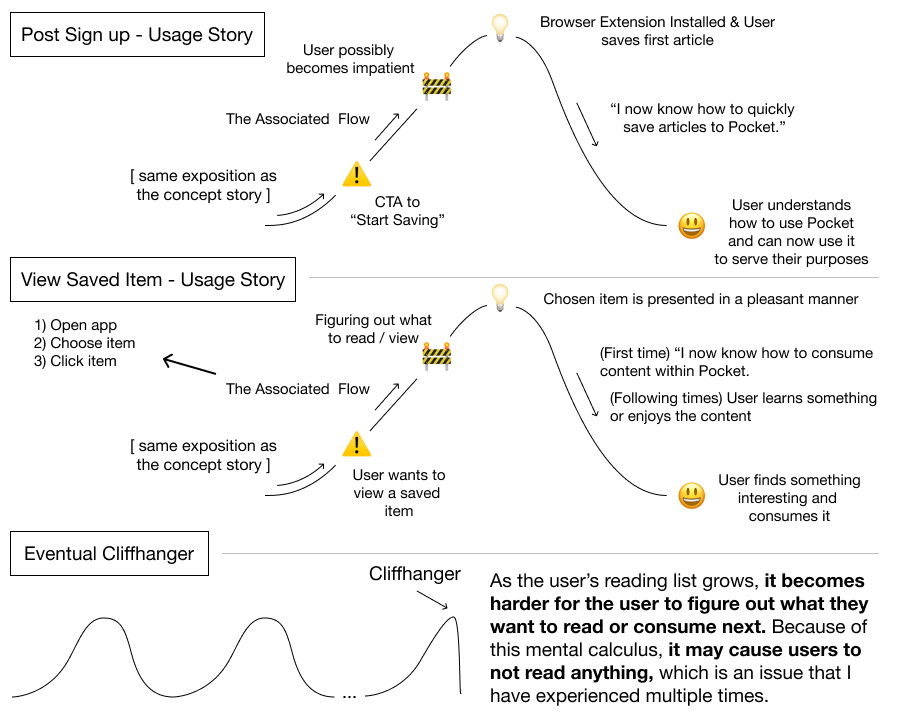 Post Sign up - Usage Story
Browser Extension Installed & User
saves first article
User possibly
becomes impatient
The Associated  Flow
“I now know how to quickly
save articles to Pocket.”
[ same exposition as
the concept story ]
CTA to
“Start Saving”
User understands
how to use Pocket
and can now use it
to serve their purposes
View Saved Item - Usage Story
Chosen item is presented in a pleasant manner
1) Open app
2) Choose item
3) Click item
Figuring out what
to read / view
The Associated  Flow
(First time) “I now know how to consume
content within Pocket.
(Following times) User learns something
or enjoys the content
[ same exposition as
the concept story ]
User wants to
view a saved
item
User finds something
interesting and
consumes it
Eventual Cliffhanger
Cliffhanger
...
As the user’s reading list grows, it becomes
harder for the user to figure out what they
want to read or consume next. Because of
this mental calculus, it may cause users to
not read anything, which is an issue that I
have experienced multiple times.